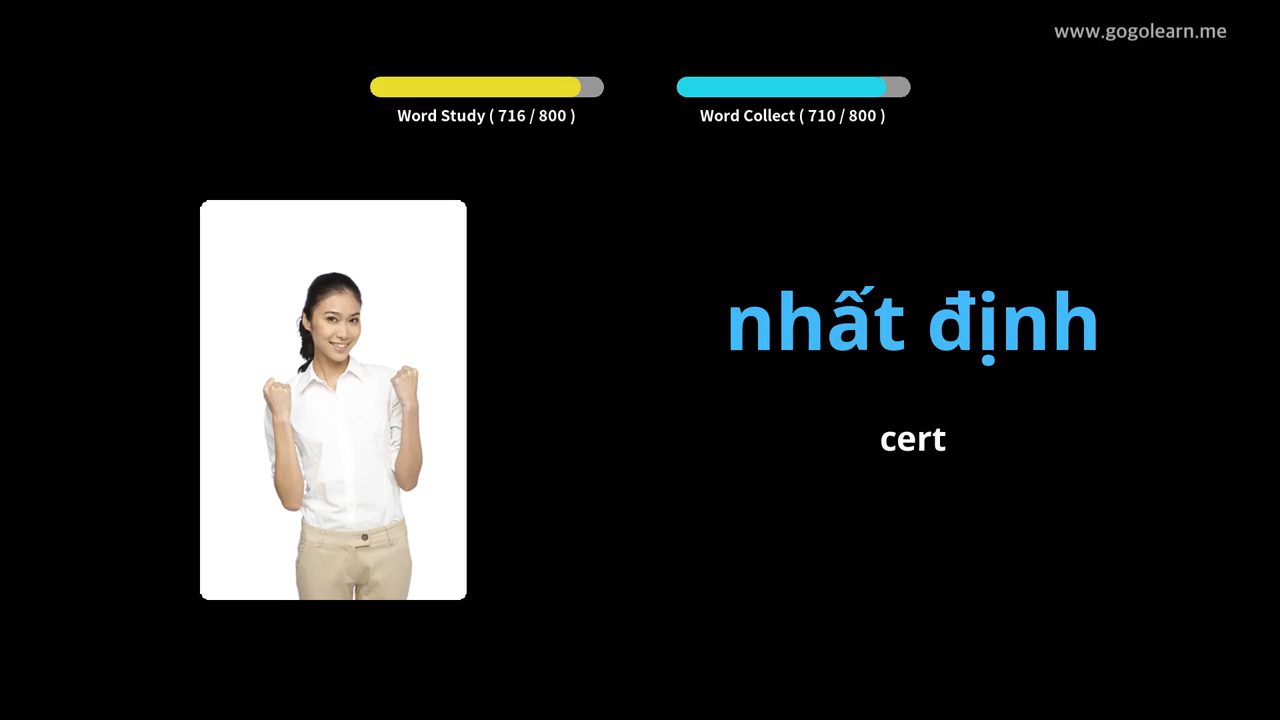 www.gogolearn.me
Word Study ( 716 / 800 )
Word Collect ( 710 / 800 )
nhất định
cert